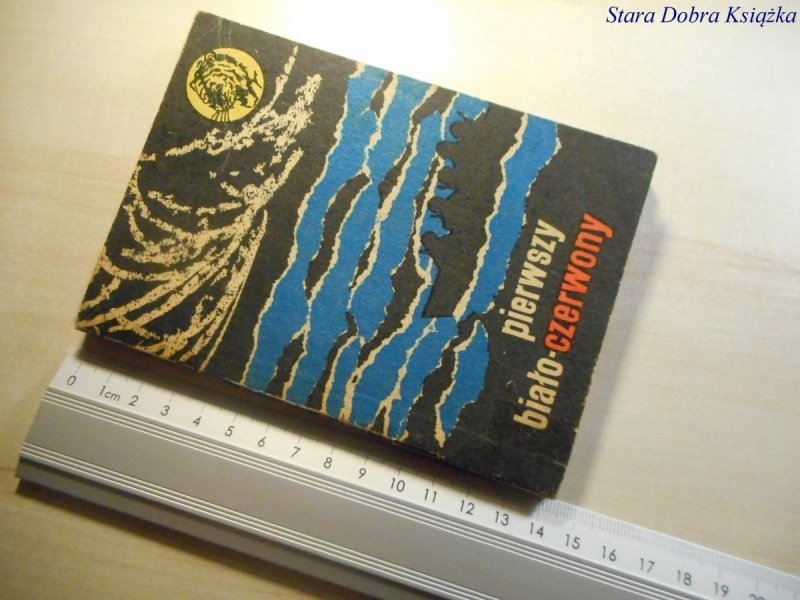 Stara Dobra Książka
pierwszy
biało-czerwony
0 1cm 2 3 4 5 6 7 8 9 10 11 12 13 14 15 16 17 18 19 20